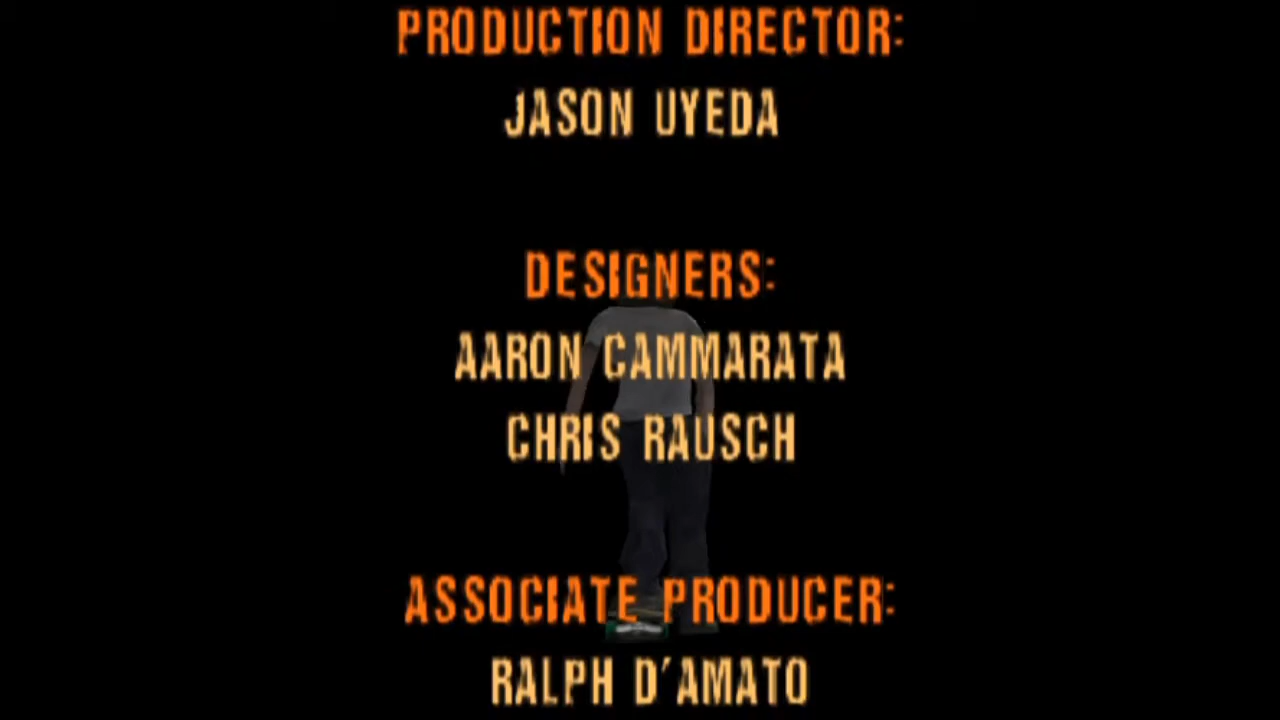 PRODUCTION DIRECTOR:
JASON UYEDA
DESIGNERS:
AARON CAMMARATA
CHRIS RAUSCH
ASSOCIATE PRODUCER:
RALPH D'AMATO